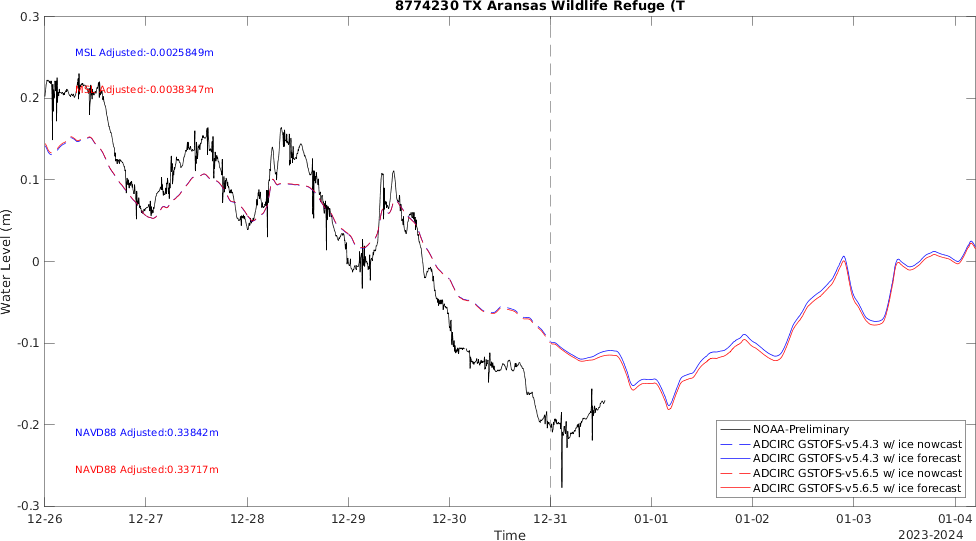 8774230 TX Aransas Wildlife Refuge (T
0.3
0.2
0.1
0
-0.1
-0.2
-0.3
Water Level (m)
MSL Adjusted:-0.0025849m
MSL Adjusted:-0.0038347m
NAVD88 Adjusted:0.33842m
NAVD88 Adjusted:0.33717m
NOAA-Preliminary
ADCIRC GSTOFS-v5.4.3 w/ ice nowcast
ADCIRC GSTOFS-v5.4.3 w/ ice forecast
ADCIRC GSTOFS-v5.6.5 w/ ice nowcast
ADCIRC GSTOFS-v5.6.5 w/ ice forecast
12-26 12-27 12-28 12-29 12-30 12-31 01-01 01-02 01-03 01-04
Time
2023-2024